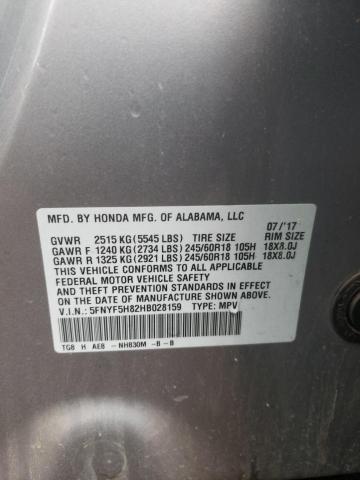 MFD. BY HONDA MFG. OF ALABAMA, LLC
07/'17
GVWR 2515 KG (5545 LBS) TIRE SIZE RIM SIZE
GAWR F 1240 KG (2734 LBS) 245/60R18 105H 18X8.0J
GAWR R 1325 KG (2921 LBS) 245/60R18 105H 18X8.0J
THIS VEHICLE CONFORMS TO ALL APPLICABLE
FEDERAL MOTOR VEHICLE SAFETY
STANDARDS IN EFFECT ON THE DATE OF
MANUFACTURE SHOWN ABOVE.
V.I.N.: 5FNYF5H82HB028159 TYPE: MPV
TG8 H AE8 - NH830M -B -B